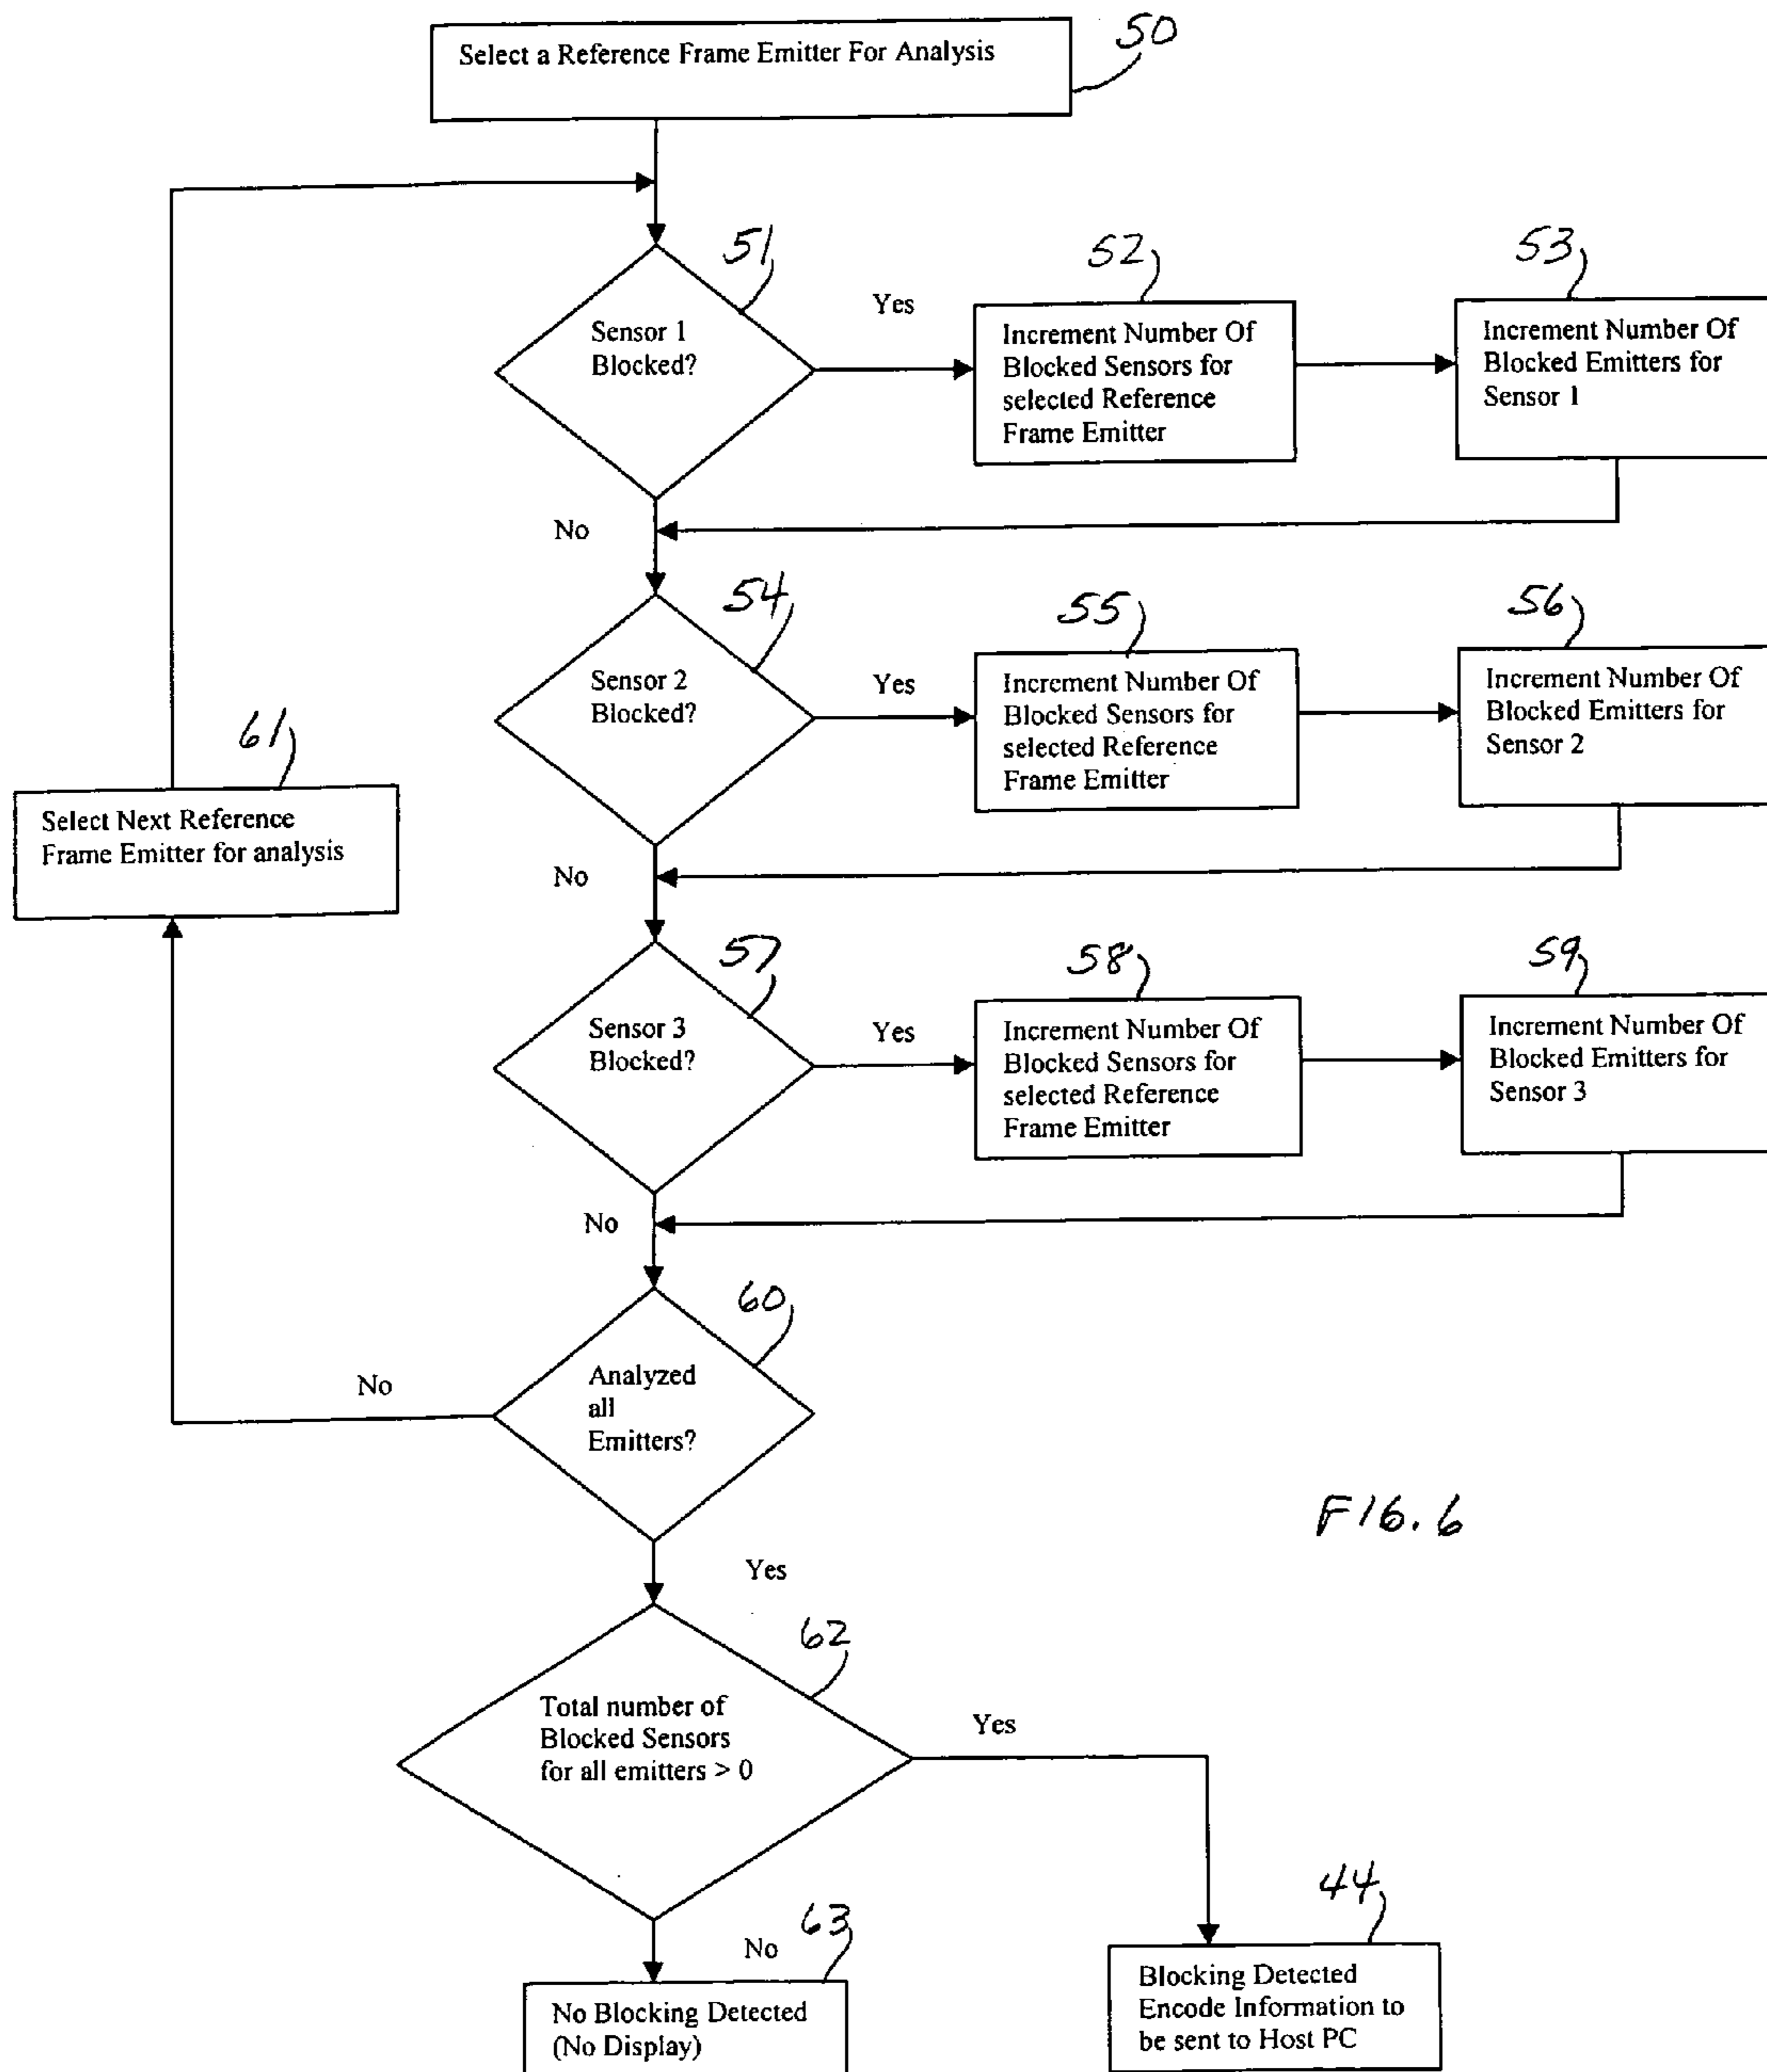 Select a Reference Frame Emitter For Analysis
50
51
Sensor 1
Blocked?
Yes
52
Increment Number Of
Blocked Sensors for
selected Reference
Frame Emitter
53
Increment Number Of
Blocked Emitters for
Sensor 1
No
54
Sensor 2
Blocked?
Yes
55
Increment Number Of
Blocked Sensors for
selected Reference
Frame Emitter
56
Increment Number Of
Blocked Emitters for
Sensor 2
61
Select Next Reference
Frame Emitter for analysis
No
57
Sensor 3
Blocked?
Yes
58
Increment Number Of
Blocked Sensors for
selected Reference
Frame Emitter
59
Increment Number Of
Blocked Emitters for
Sensor 3
No
60
Analyzed
all
Emitters?
No
FIG. 6
Yes
62
Total number of
Blocked Sensors
for all emitters > 0
Yes
63
No
No Blocking Detected
(No Display)
44
Blocking Detected
Encode Information to
be sent to Host PC